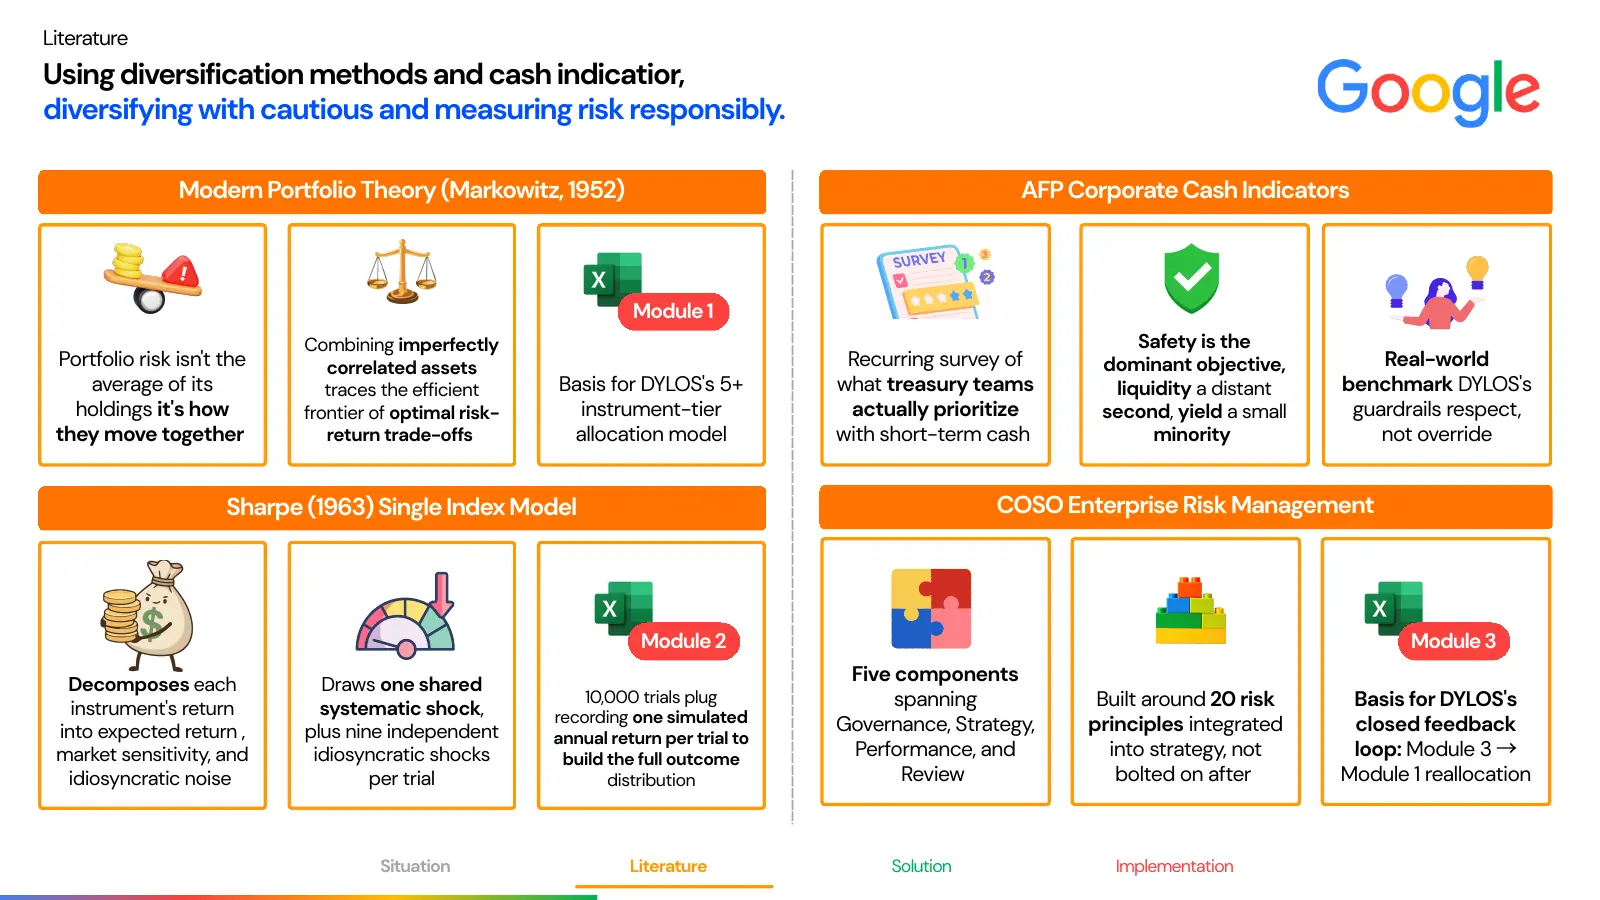 Literature
Using diversification methods and cash indicatior,
diversifying with cautious and measuring risk responsibly.
Google
Modern Portfolio Theory (Markowitz, 1952)
Portfolio risk isn't the
average of its
holdings it's how
they move together
Combining imperfectly
correlated assets
traces the efficient
frontier of optimal risk-
return trade-offs
X
Module 1
Basis for DYLOS's 5+
instrument-tier
allocation model
Sharpe (1963) Single Index Model
Decomposes each
instrument's return
into expected return ,
market sensitivity, and
idiosyncratic noise
Draws one shared
systematic shock,
plus nine independent
idiosyncratic shocks
per trial
X
Module 2
10,000 trials plug
recording one simulated
annual return per trial to
build the full outcome
distribution
AFP Corporate Cash Indicators
SURVEY
1
2
3
Recurring survey of
what treasury teams
actually prioritize
with short-term cash
Safety is the
dominant objective,
liquidity a distant
second, yield a small
minority
Real-world
benchmark DYLOS's
guardrails respect,
not override
COSO Enterprise Risk Management
Five components
spanning
Governance, Strategy,
Performance, and
Review
Built around 20 risk
principles integrated
into strategy, not
bolted on after
X
Module 3
Basis for DYLOS's
closed feedback
loop: Module 3 →
Module 1 reallocation
Situation
Literature
Solution
Implementation